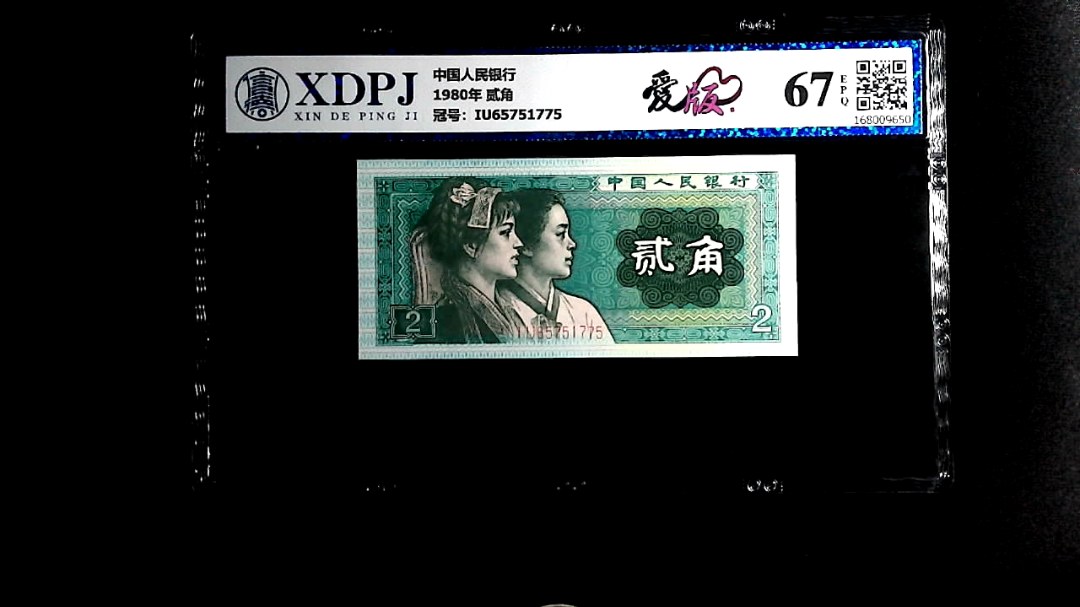 XDPJ
XIN DE PING JI
中国人民银行
1980年 贰角
冠号: IU65751775
爱版
67
EPQ
168009650
中国人民银行
贰角
2
IU65751775
2